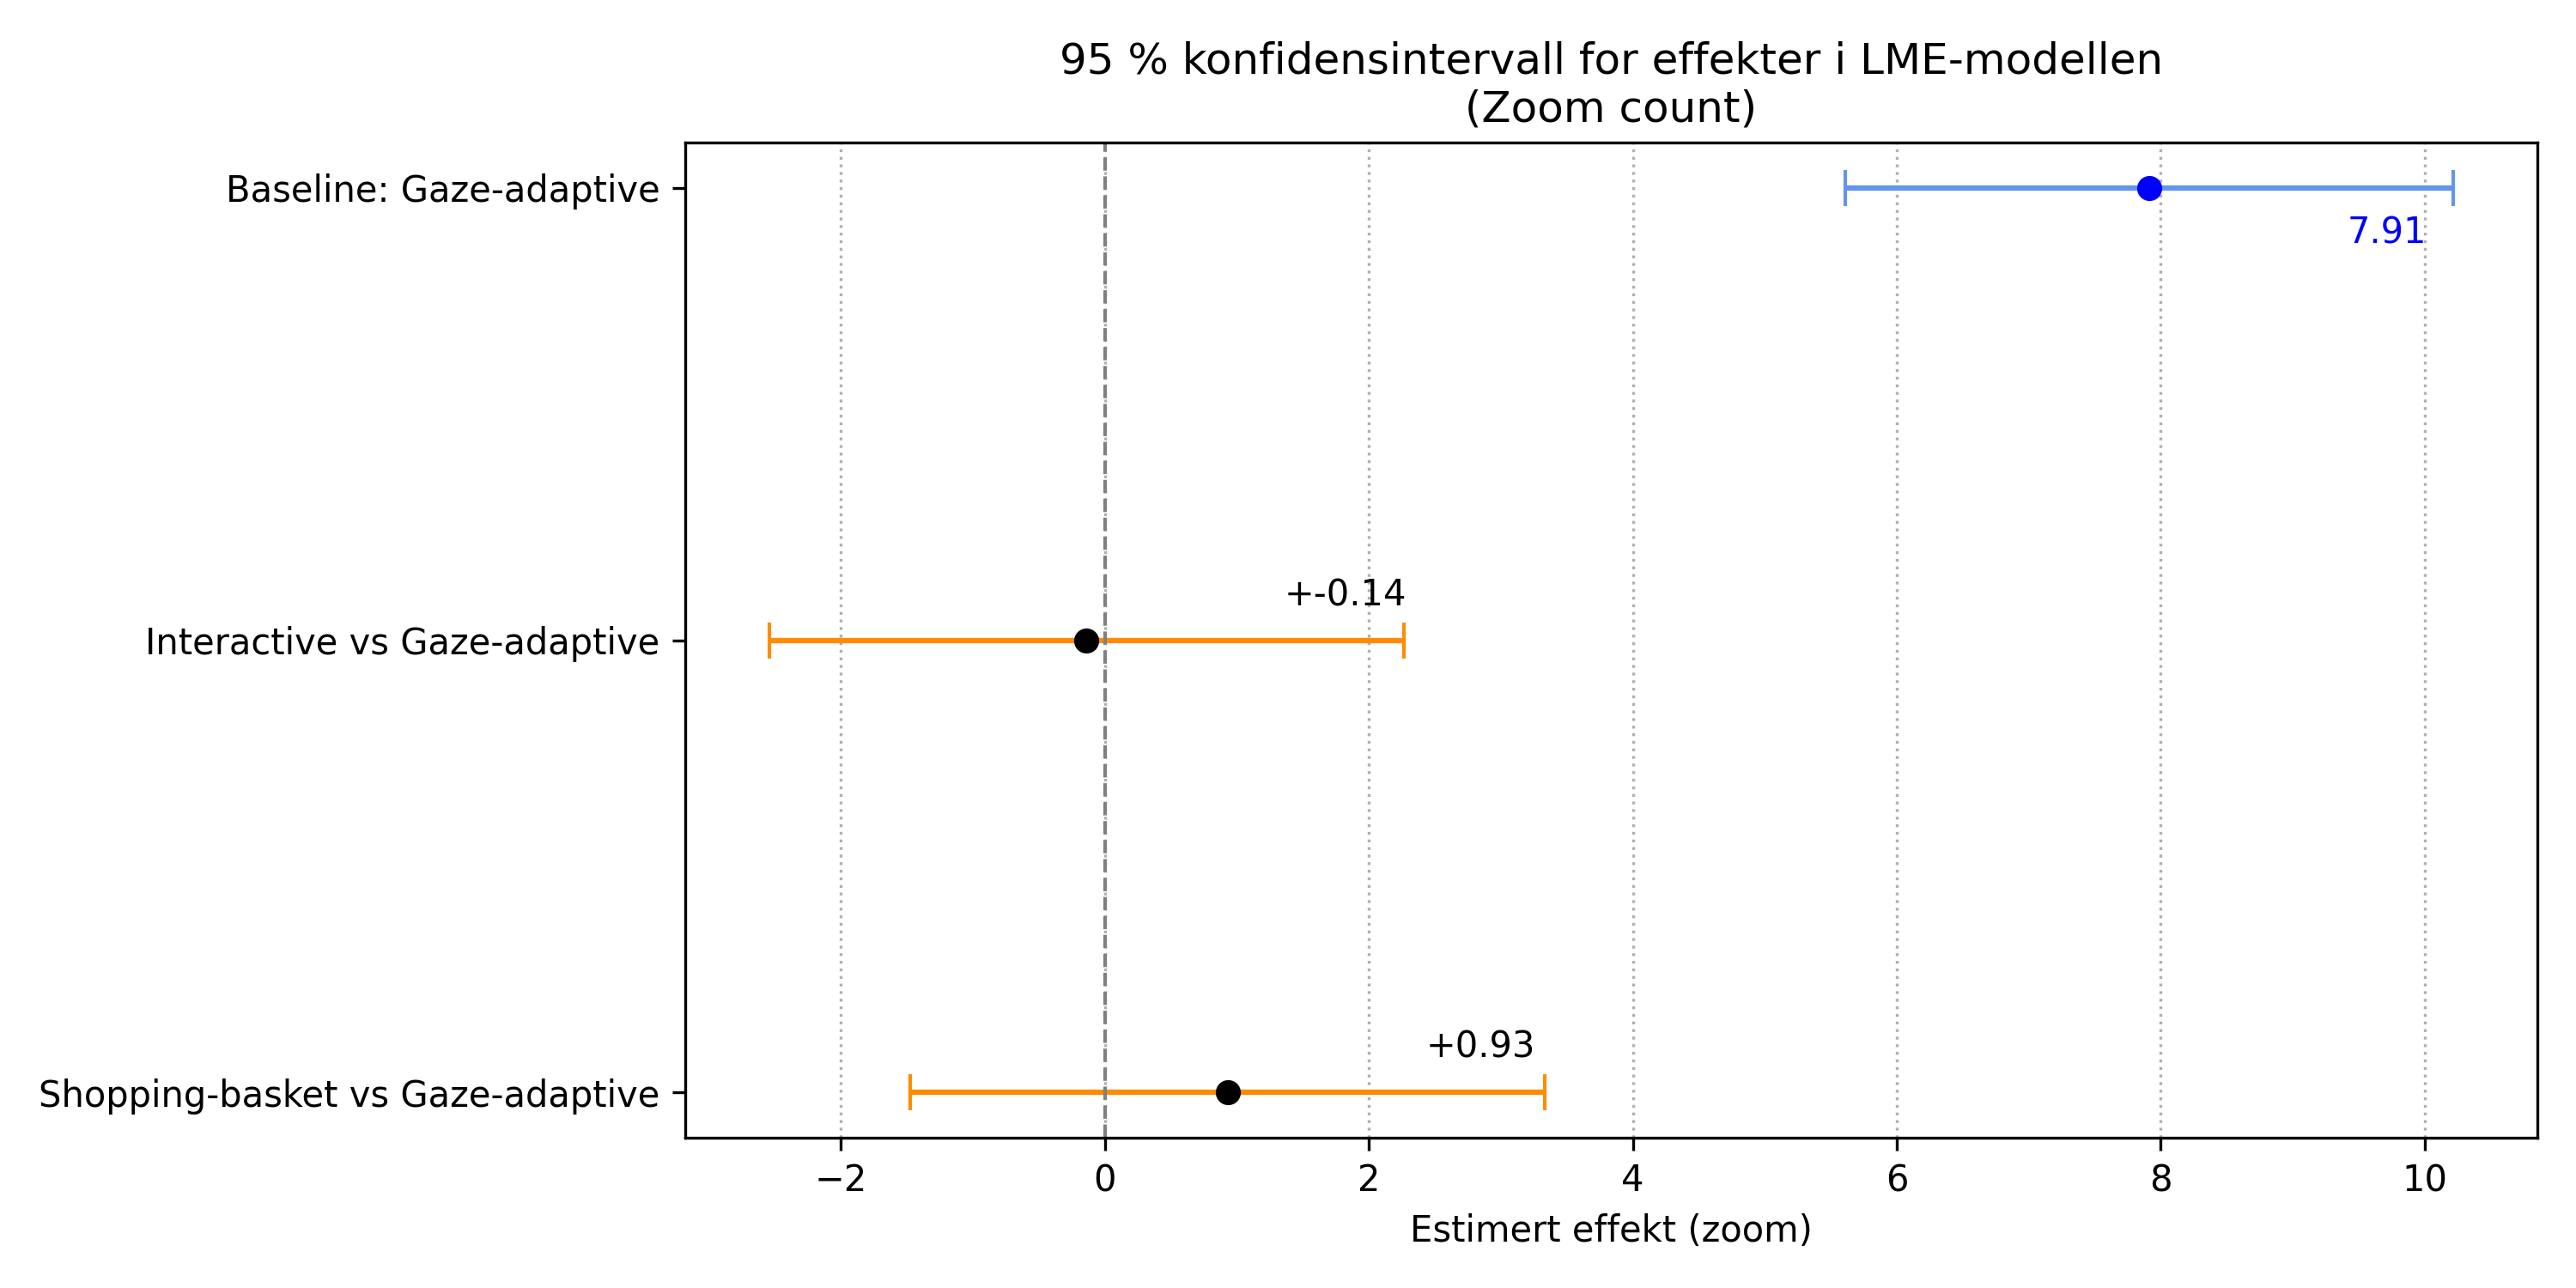 95 % konfidensintervall for effekter i LME-modellen
(Zoom count)
Baseline: Gaze-adaptive
7.91
+-0.14
Interactive vs Gaze-adaptive
+0.93
Shopping-basket vs Gaze-adaptive
−2 0 2 4 6 8 10
Estimert effekt (zoom)